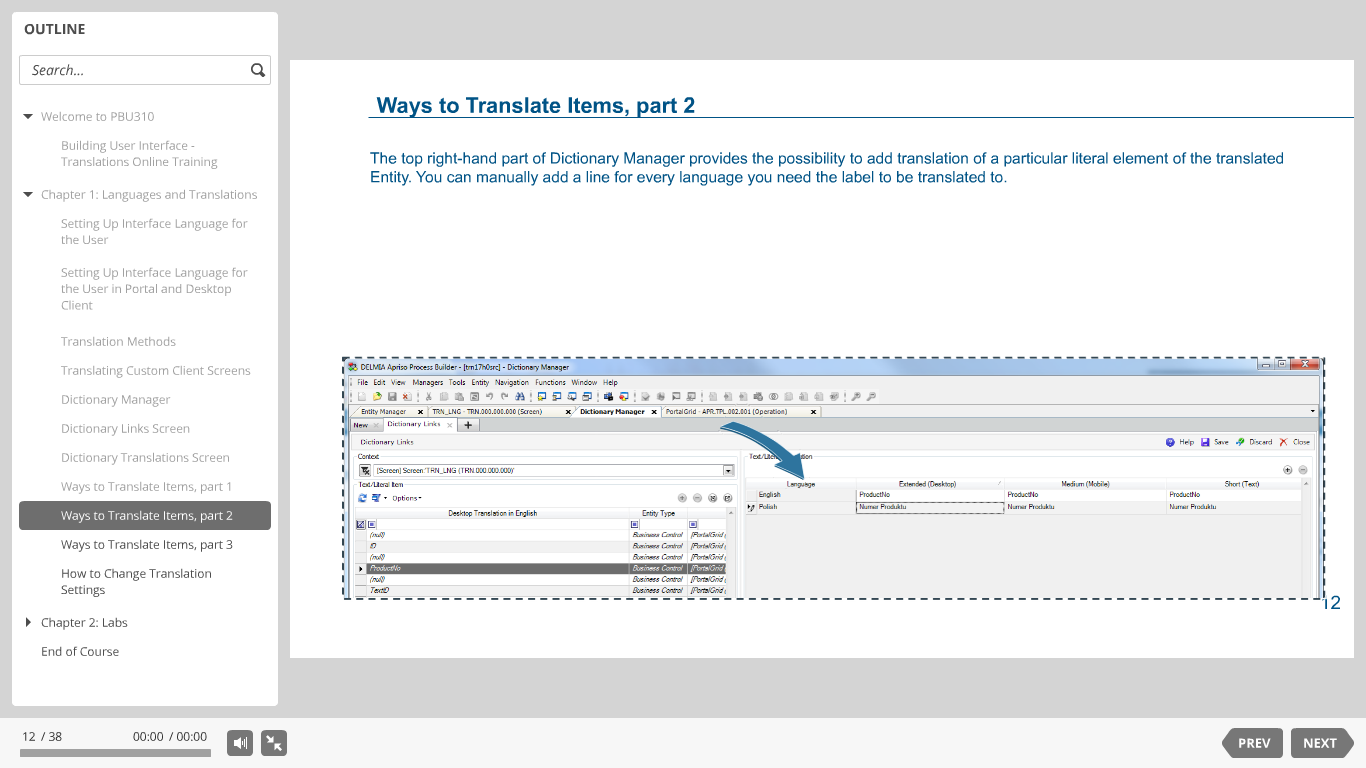 OUTLINE
Search...
Welcome to PBU310
Building User Interface -
Translations Online Training
Chapter 1: Languages and Translations
Setting Up Interface Language for
the User
Setting Up Interface Language for
the User in Portal and Desktop
Client
Translation Methods
Translating Custom Client Screens
Dictionary Manager
Dictionary Links Screen
Dictionary Translations Screen
Ways to Translate Items, part 1
Ways to Translate Items, part 2
Ways to Translate Items, part 3
How to Change Translation
Settings
Chapter 2: Labs
End of Course
Ways to Translate Items, part 2
The top right-hand part of Dictionary Manager provides the possibility to add translation of a particular literal element of the translated
Entity. You can manually add a line for every language you need the label to be translated to.
DELMIA Apriso Process Builder - [trn17h0src] - Dictionary Manager
File Edit View Managers Tools Entity Navigation Functions Window Help
Entity Manager TRN_LNG - TRN.000.000.000 (Screen) Dictionary Manager PortalGrid - APR.TPL.002.001 (Operation)
New Dictionary Links
Dictionary Links Help Save Discard Close
Context
[Screen] Screen:'TRN_LNG (TRN.000.000.000)'
Text/Literal Item
Options
Desktop Translation in English Entity Type
(null) Business Control [PortalGrid (
ID Business Control [PortalGrid (
(null) Business Control [PortalGrid (
ProductNo Business Control [PortalGrid (
(null) Business Control [PortalGrid (
TextID Business Control [PortalGrid (
Language Extended (Desktop) Medium (Mobile) Short (Text)
English ProductNo ProductNo ProductNo
Polish Numer Produktu Numer Produktu Numer Produktu
12
12 / 38 00:00 / 00:00
PREV NEXT